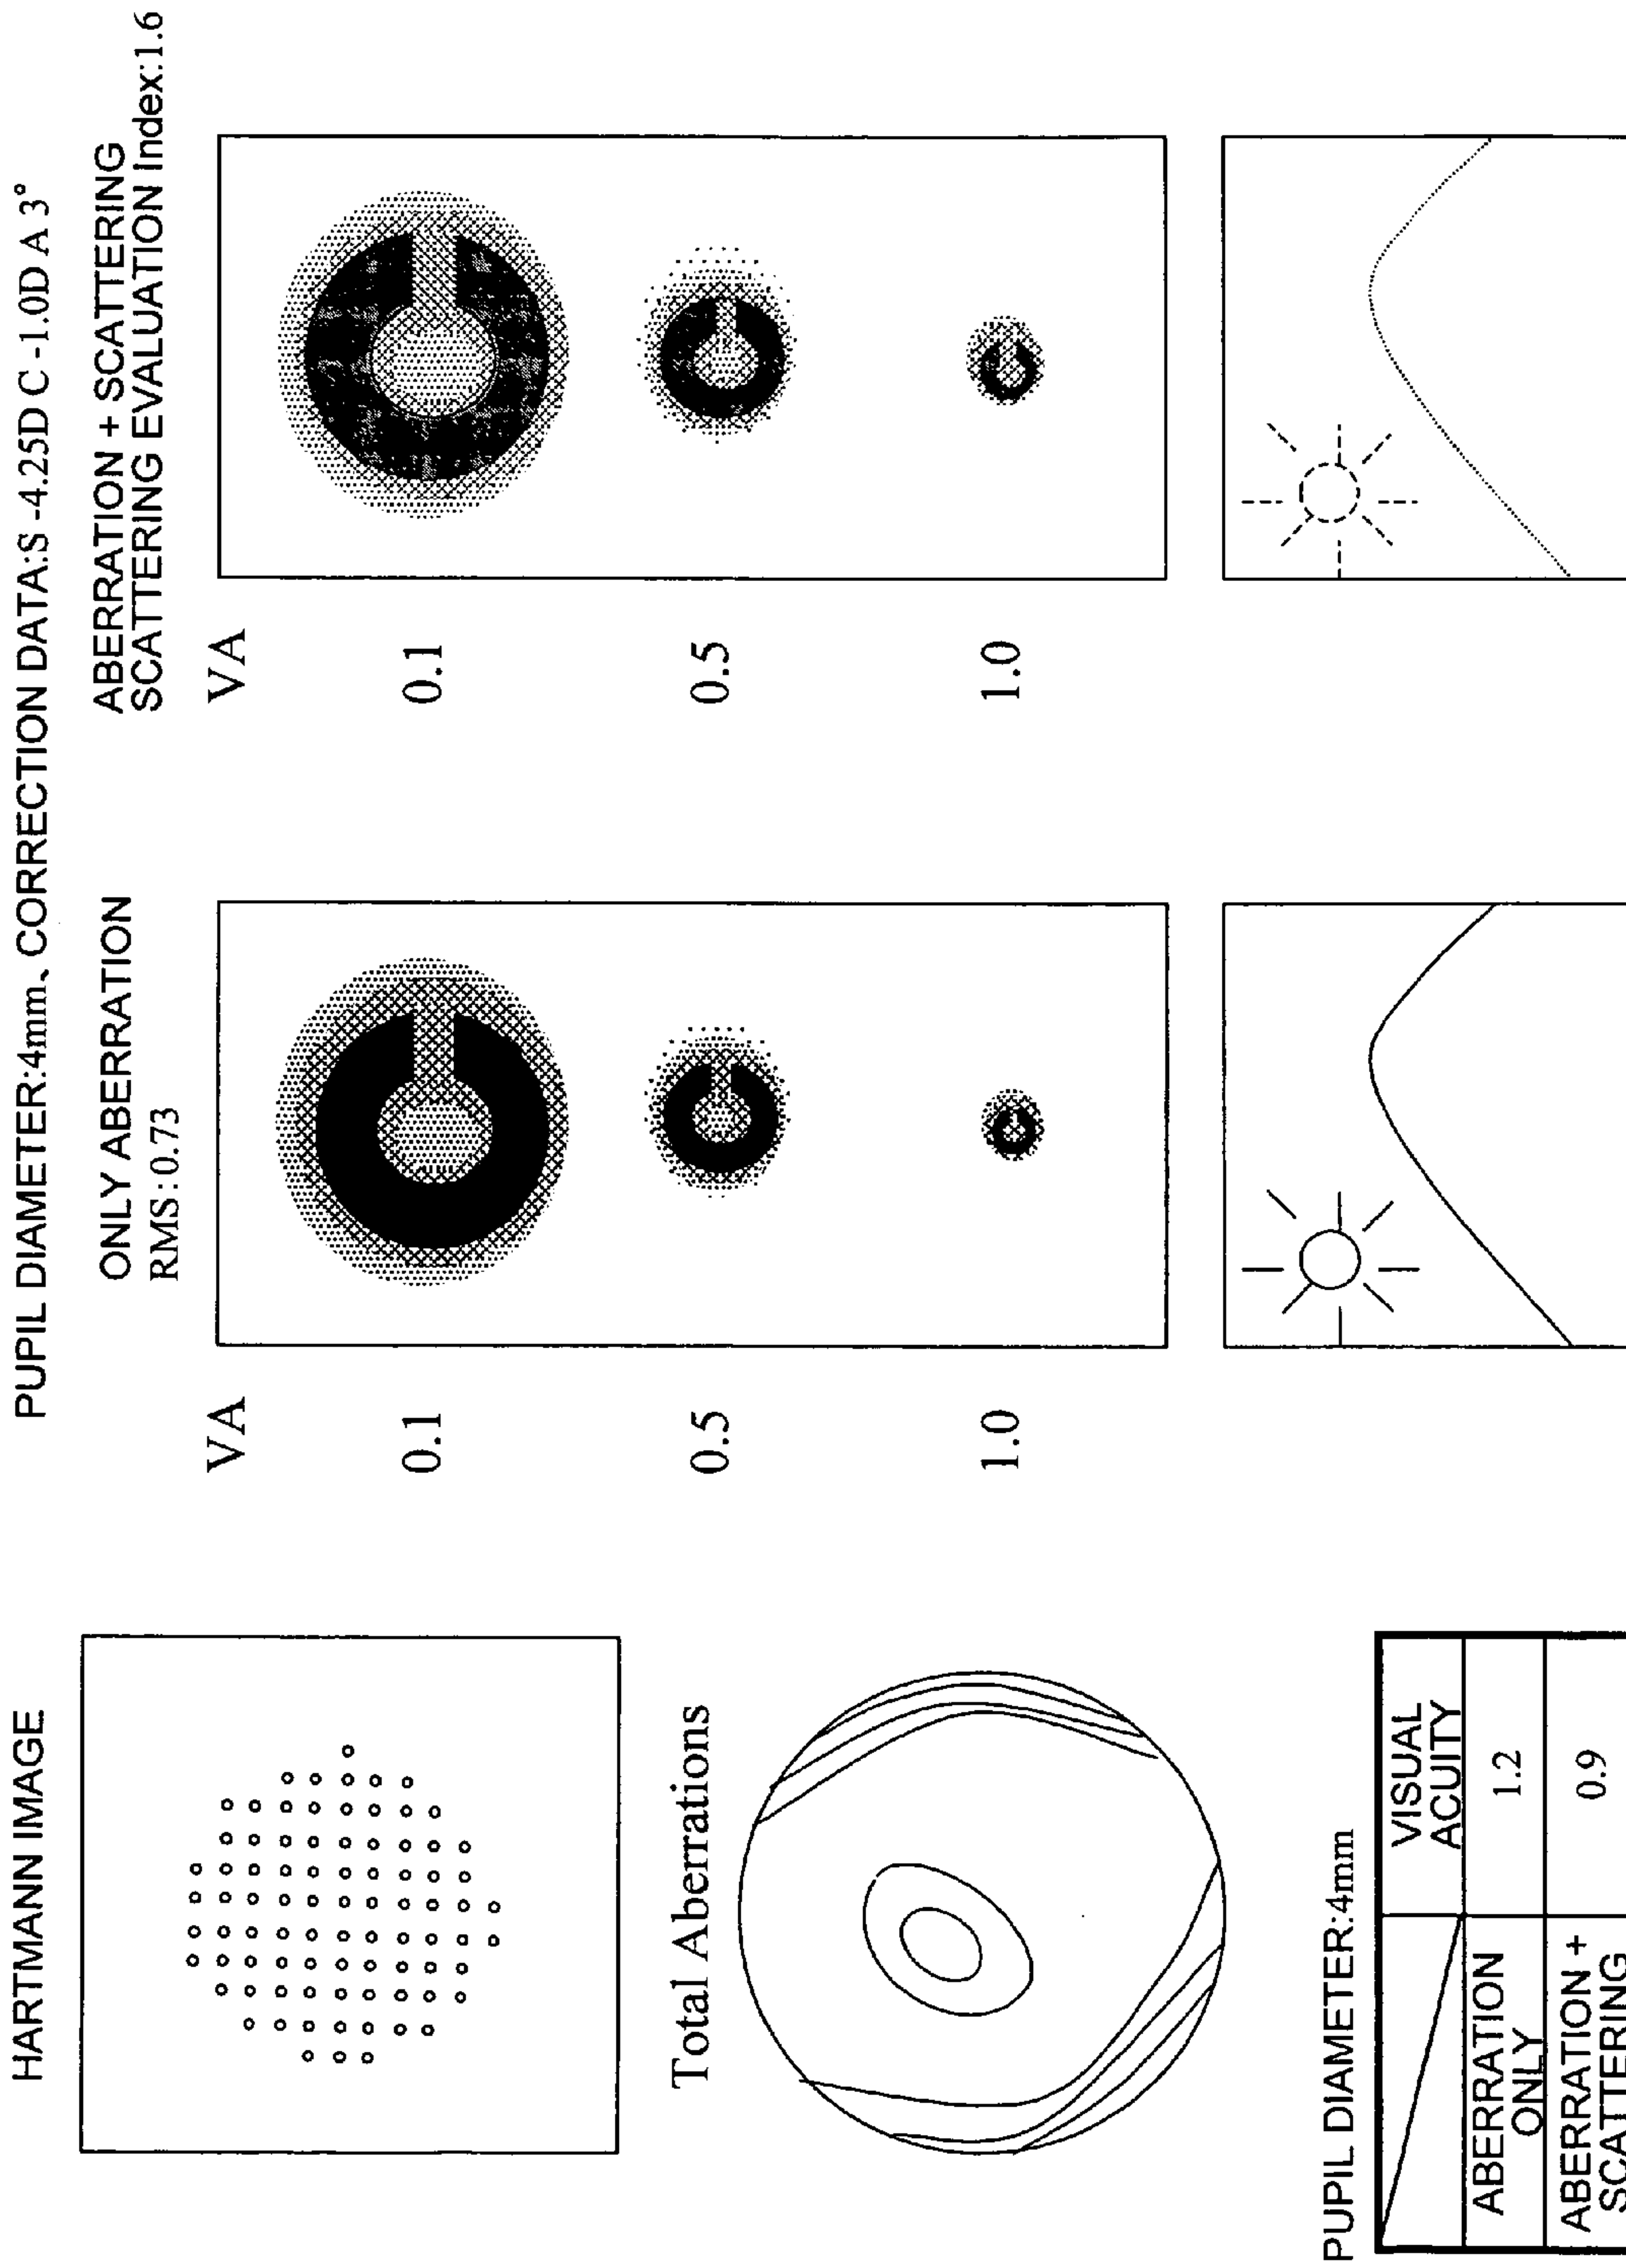 PUPIL DIAMETER:4mm、CORRECTION DATA:S -4.25D C -1.0D A 3°
HARTMANN IMAGE
Total Aberrations
PUPIL DIAMETER:4mm
VISUAL
ACUITY
ABERRATION
ONLY
1.2
ABERRATION +
SCATTERING
0.9
ONLY ABERRATION
RMS:0.73
VA
0.1
0.5
1.0
ABERRATION + SCATTERING
SCATTERING EVALUATION Index:1.6
VA
0.1
0.5
1.0